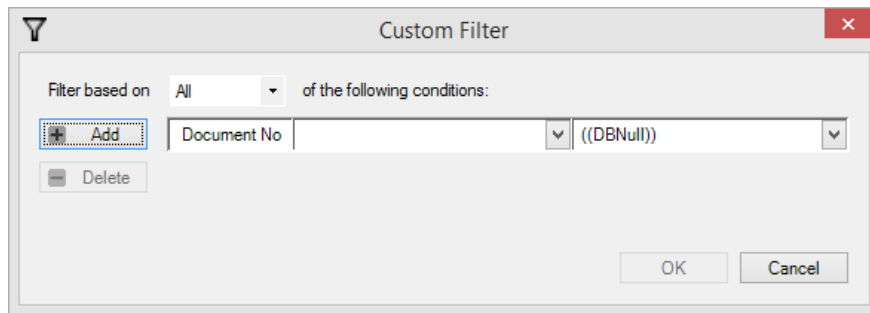 Custom Filter
Filter based on All of the following conditions:
Add Document No ((DBNull))
Delete
OK Cancel